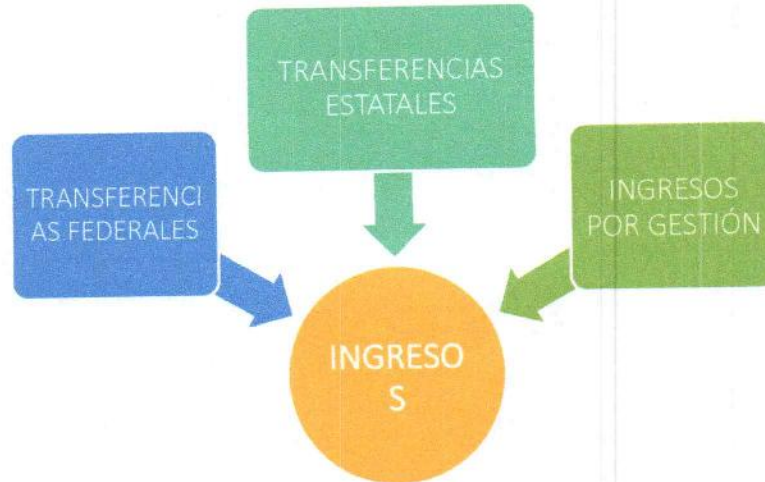 TRANSFERENCIAS
ESTATALES
TRANSFERENCI
AS FEDERALES
INGRESOS
POR GESTIÓN
INGRESO
S